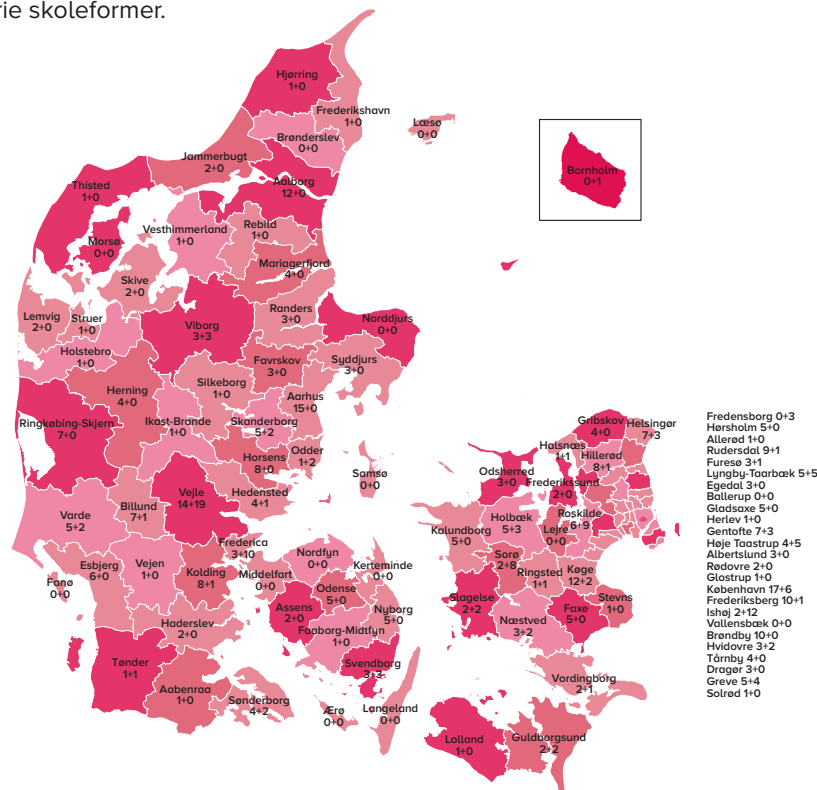 rie skoleformer.
Hjørring
1+0
Frederikshavn
1+0
Læsø
0+0
Brønderslev
0+0
Jammerbugt
2+0
Bornholm
0+1
Aalborg
12+0
Thisted
1+0
Vesthimmerland
1+0
Rebild
1+0
Morsø
0+0
Mariagerfjord
4+0
Skive
2+0
Lemvig
2+0
Struer
1+0
Viborg
3+3
Randers
3+0
Norddjurs
0+0
Holstebro
1+0
Favrskov
3+0
Syddjurs
3+0
Herning
4+0
Silkeborg
1+0
Aarhus
15+0
Ringkøbing-Skjern
7+0
Ikast-Brande
1+0
Skanderborg
5+2
Horsens
8+0
Odder
1+2
Samsø
0+0
Vejle
14+19
Hedensted
4+1
Billund
7+1
Varde
5+2
Frederica
3+10
Esbjerg
6+0
Vejen
1+0
Kolding
8+1
Middelfart
0+0
Nordfyn
0+0
Kerteminde
0+0
Fanø
0+0
Odense
5+0
Assens
2+0
Nyborg
5+0
Haderslev
2+0
Faaborg-Midtfyn
1+0
Svendborg
3+3
Tønder
1+1
Aabenraa
1+0
Sønderborg
4+2
Ærø
0+0
Langeland
0+0
Gribskov
4+0
Helsingør
7+3
Halsnæs
1+1
Hillerød
8+1
Odsherred
3+0
Frederikssund
2+0
Holbæk
5+3
Roskilde
6+9
Lejre
0+0
Kalundborg
5+0
Sorø
2+8
Ringsted
1+1
Køge
12+2
Slagelse
2+2
Stevns
1+0
Faxe
5+0
Næstved
3+2
Vordingborg
2+1
Lolland
1+0
Guldborgsund
2+2
Fredensborg 0+3
Hørsholm 5+0
Allerød 1+0
Rudersdal 9+1
Furesø 3+1
Lyngby-Taarbæk 5+5
Egedal 3+0
Ballerup 0+0
Gladsaxe 5+0
Herlev 1+0
Gentofte 7+3
Høje Taastrup 4+5
Albertslund 3+0
Rødovre 2+0
Glostrup 1+0
København 17+6
Frederiksberg 10+1
Ishøj 2+12
Vallensbæk 0+0
Brøndby 10+0
Hvidovre 3+2
Tårnby 4+0
Dragør 3+0
Greve 5+4
Solrød 1+0